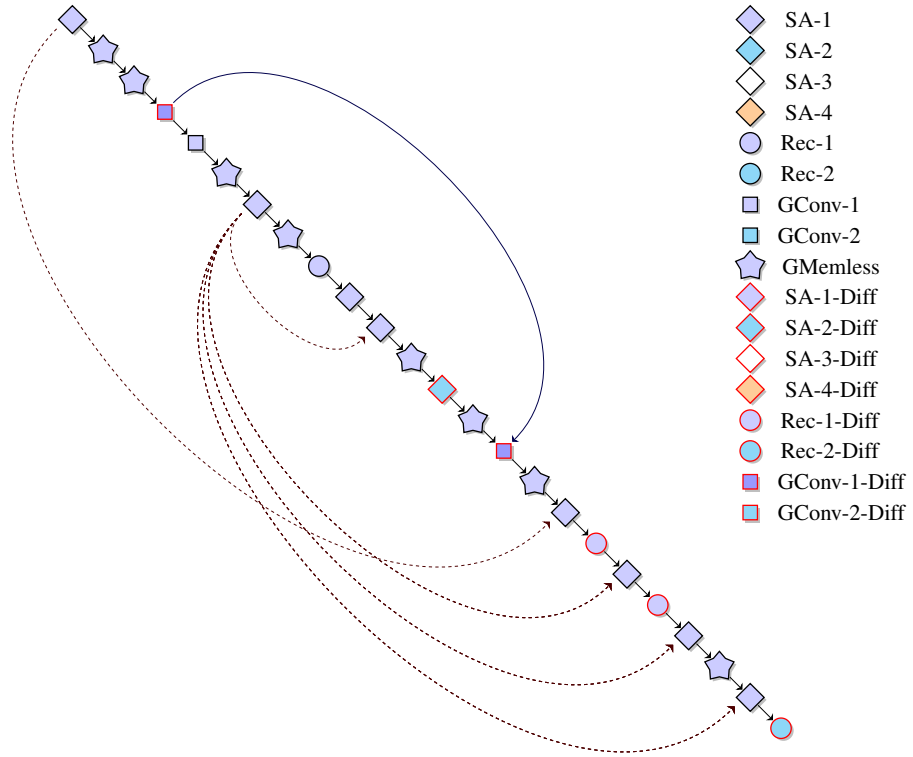 SA-1
SA-2
SA-3
SA-4
Rec-1
Rec-2
GConv-1
GConv-2
GMemless
SA-1-Diff
SA-2-Diff
SA-3-Diff
SA-4-Diff
Rec-1-Diff
Rec-2-Diff
GConv-1-Diff
GConv-2-Diff